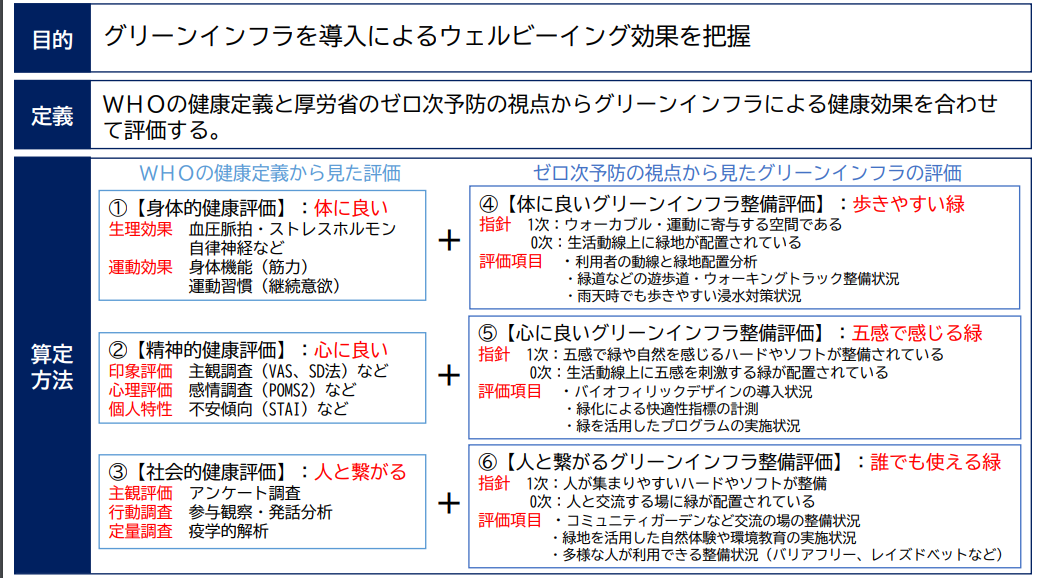 目的
グリーンインフラを導入によるウェルビーイング効果を把握
定義
WHOの健康定義と厚労省のゼロ次予防の視点からグリーンインフラによる健康効果を合わせ
て評価する。
算定
方法
WHOの健康定義から見た評価
①【身体的健康評価】:体に良い
生理効果 血圧脈拍・ストレスホルモン
自律神経など
運動効果 身体機能(筋力)
運動習慣(継続意欲)
②【精神的健康評価】:心に良い
印象評価 主観調査(VAS、SD法)など
心理評価 感情調査(POMS2)など
個人特性 不安傾向(STAI)など
③【社会的健康評価】:人と繋がる
主観評価 アンケート調査
行動調査 参与観察・発話分析
定量調査 疫学的解析
+
+
+
ゼロ次予防の視点から見たグリーンインフラの評価
④【体に良いグリーンインフラ整備評価】:歩きやすい緑
指針 1次:ウォーカブル・運動に寄与する空間である
0次:生活動線上に緑地が配置されている
評価項目 ・利用者の動線と緑地配置分析
・緑道などの遊歩道・ウォーキングトラック整備状況
・雨天時でも歩きやすい浸水対策状況
⑤【心に良いグリーンインフラ整備評価】:五感で感じる緑
指針 1次:五感で緑や自然を感じるハードやソフトが整備されている
0次:生活動線上に五感を刺激する緑が配置されている
評価項目 ・バイオフィリックデザインの導入状況
・緑化による快適性指標の計測
・緑を活用したプログラムの実施状況
⑥【人と繋がるグリーンインフラ整備評価】:誰でも使える緑
指針 1次:人が集まりやすいハードやソフトが整備
0次:人と交流する場に緑が配置されている
評価項目 ・コミュニティガーデンなど交流の場の整備状況
・緑地を活用した自然体験や環境教育の実施状況
・多様な人が利用できる整備状況(バリアフリー、レイズドベットなど)